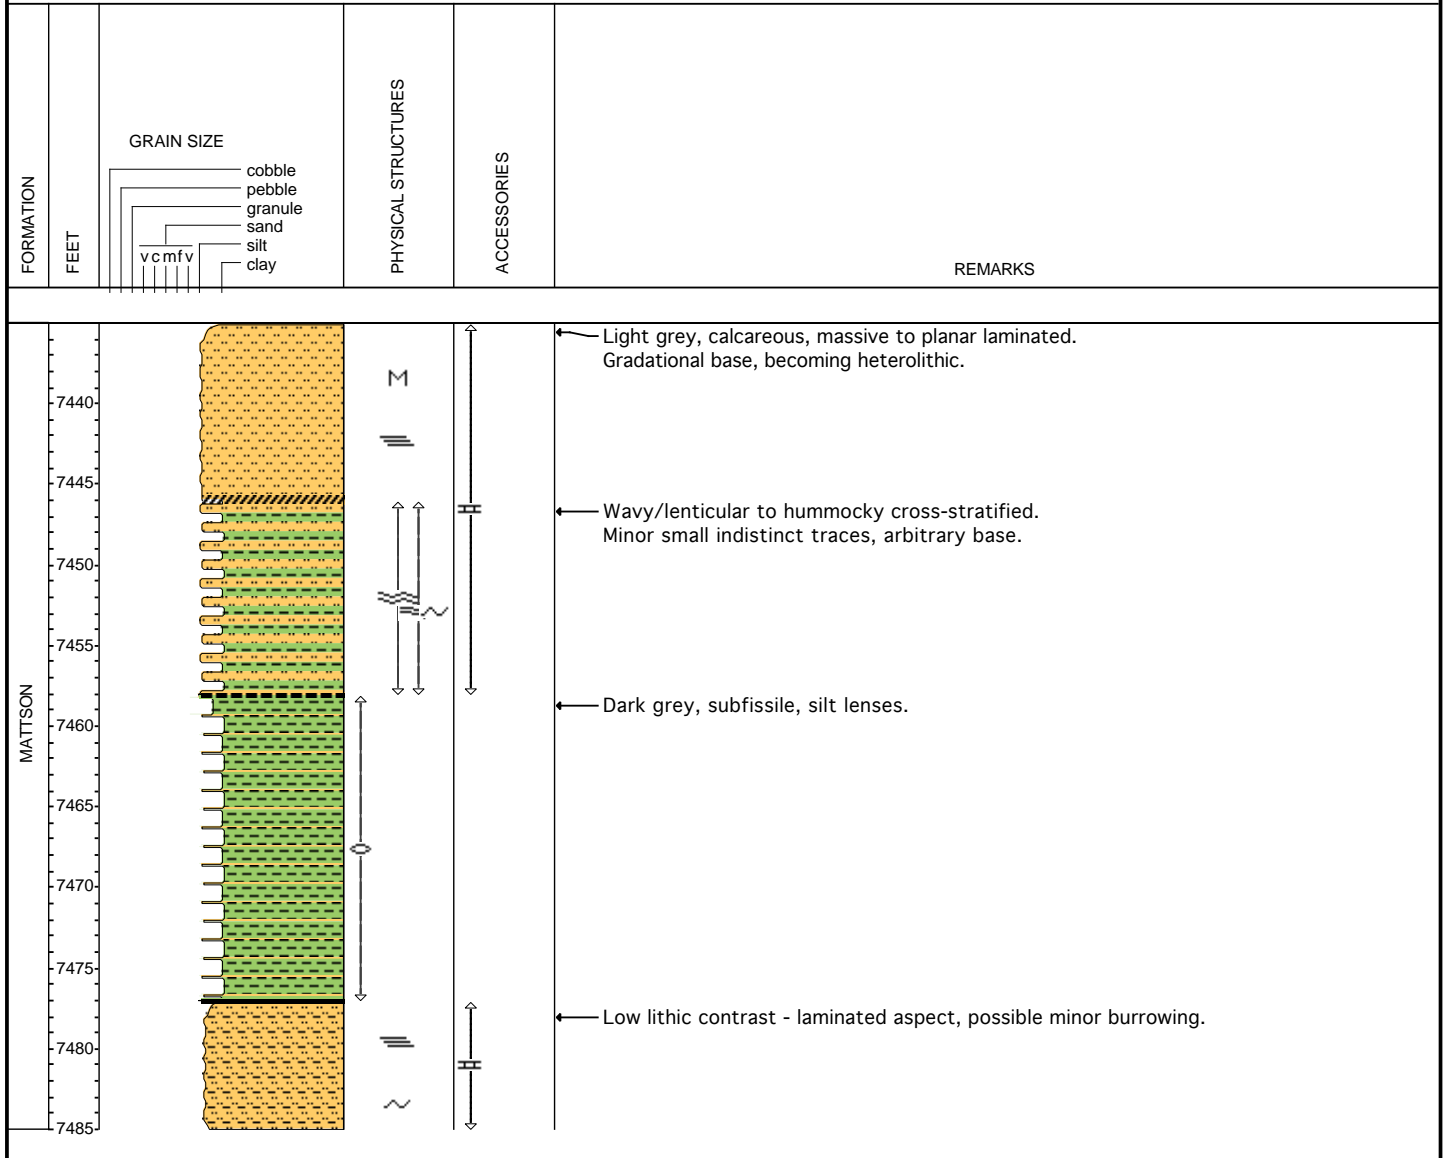 FORMATION
FEET
GRAIN SIZE
cobble
pebble
granule
sand
silt
clay
v c m f v
PHYSICAL STRUCTURES
ACCESSORIES
REMARKS
MATTSON
7440
7445
7450
7455
7460
7465
7470
7475
7480
7485
M
Light grey, calcareous, massive to planar laminated.
Gradational base, becoming heterolithic.
Wavy/lenticular to hummocky cross-stratified.
Minor small indistinct traces, arbitrary base.
Dark grey, subfissile, silt lenses.
Low lithic contrast - laminated aspect, possible minor burrowing.